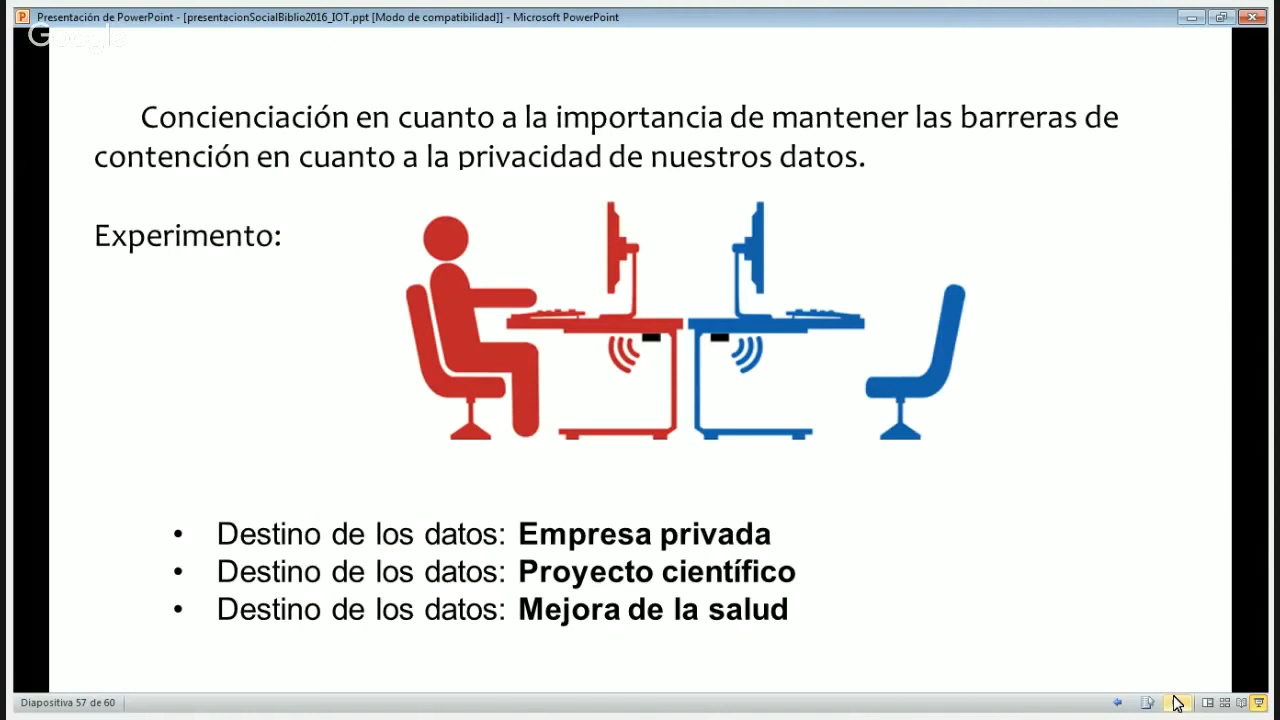 Presentación de PowerPoint - [presentacionSocialBiblio2016_IOT.ppt [Modo de compatibilidad]] - Microsoft PowerPoint
Google
Concienciación en cuanto a la importancia de mantener las barreras de
contención en cuanto a la privacidad de nuestros datos.
Experimento:
• Destino de los datos: Empresa privada
• Destino de los datos: Proyecto científico
• Destino de los datos: Mejora de la salud
Diapositiva 57 de 60